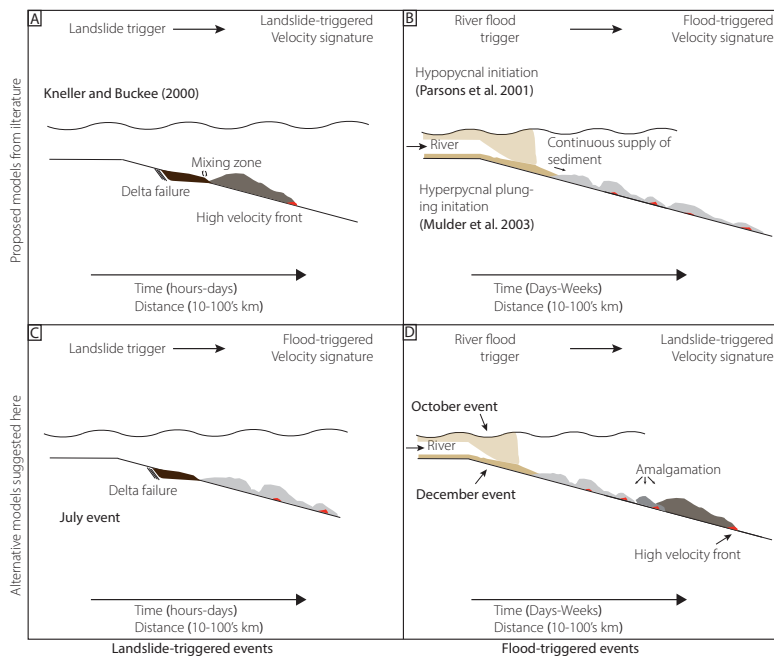 A
Landslide trigger
Landslide-triggered
Velocity signature
Kneller and Buckee (2000)
Mixing zone
Delta failure
High velocity front
Time (hours-days)
Distance (10-100's km)
B
River flood
trigger
Flood-triggered
Velocity signature
Hypopycnal initiation
(Parsons et al. 2001)
River
Continuous supply of
sediment
Hyperpycnal plung-
ing initation
(Mulder et al. 2003)
Time (Days-Weeks)
Distance (10-100's km)
Proposed models from ilterature
C
Landslide trigger
Flood-triggered
Velocity signature
Delta failure
July event
Time (hours-days)
Distance (10-100's km)
D
River flood
trigger
Landslide-triggered
Velocity signature
October event
River
Amalgamation
December event
High velocity front
Time (Days-Weeks)
Distance (10-100's km)
Alternative models suggested here
Landslide-triggered events
Flood-triggered events